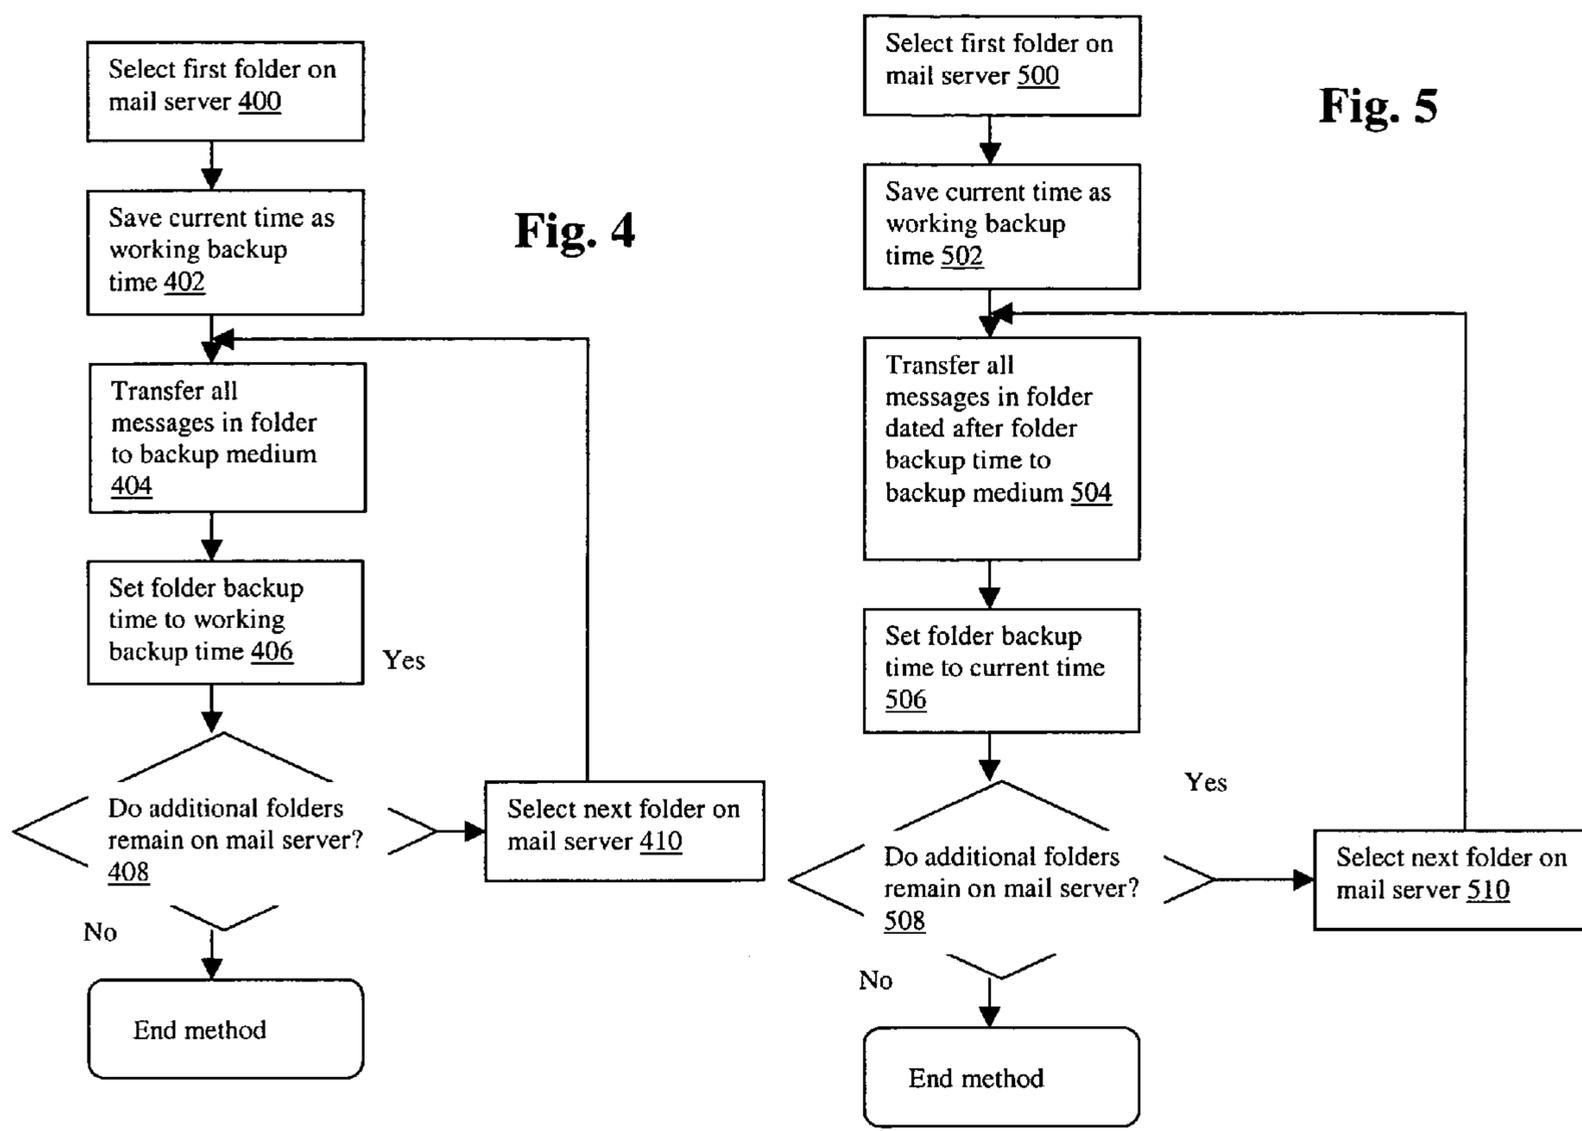 Select first folder on
mail server 400
Save current time as
working backup
time 402
Fig. 4
Transfer all
messages in folder
to backup medium
404
Set folder backup
time to working
backup time 406
Yes
Do additional folders
remain on mail server?
408
Select next folder on
mail server 410
No
End method
Select first folder on
mail server 500
Fig. 5
Save current time as
working backup
time 502
Transfer all
messages in folder
dated after folder
backup time to
backup medium 504
Set folder backup
time to current time
506
Yes
Do additional folders
remain on mail server?
508
Select next folder on
mail server 510
No
End method